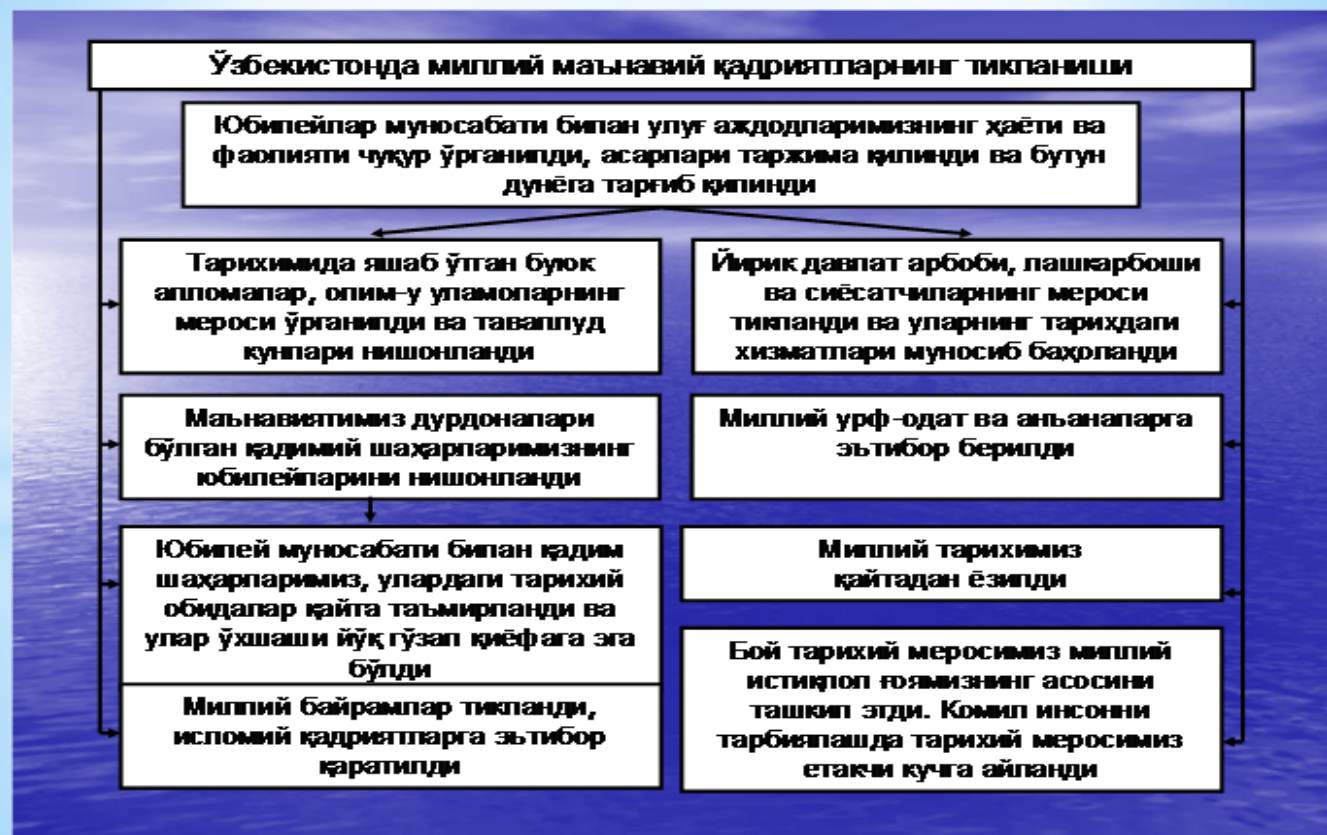 Ўзбекистонда миллий маънавий қадриятларнинг тикланиши
Юбилейлар муносабати билан улуғ аждодларимизнинг ҳаёти ва
фаолияти чуқур ўрганилди, асарлари таржима қилинди ва бутун
дунёга тарғиб қилинди
Тарихимида яшаб ўтган буюк
алломалар, олим-у уламоларнинг
мероси ўрганилди ва таваллуд
кунлари нишонланди
Йирик давлат арбоби, лашкарбоши
ва сиёсатчиларнинг мероси
тикланди ва уларнинг тарихдаги
хизматлари муносиб баҳоланди
Маънавиятимиз дурдоналари
бўлган қадимий шаҳарларимизнинг
юбилейларини нишонланди
Миллий урф-одат ва анъаналарга
эътибор берилди
Юбилей муносабати билан қадим
шаҳарларимиз, улардаги тарихий
обидалар қайта таъмирланди ва
улар ўхшаши йўқ гўзал қиёфага эга
бўлди
Миллий тарихимиз
қайтадан ёзилди
Миллий байрамлар тикланди,
исломий қадриятларга эътибор
қаратилди
Бой тарихий меросимиз миллий
истиқлол ғоямизнинг асосини
ташкил этди. Комил инсонни
тарбиялашда тарихий меросимиз
етакчи кучга айланди